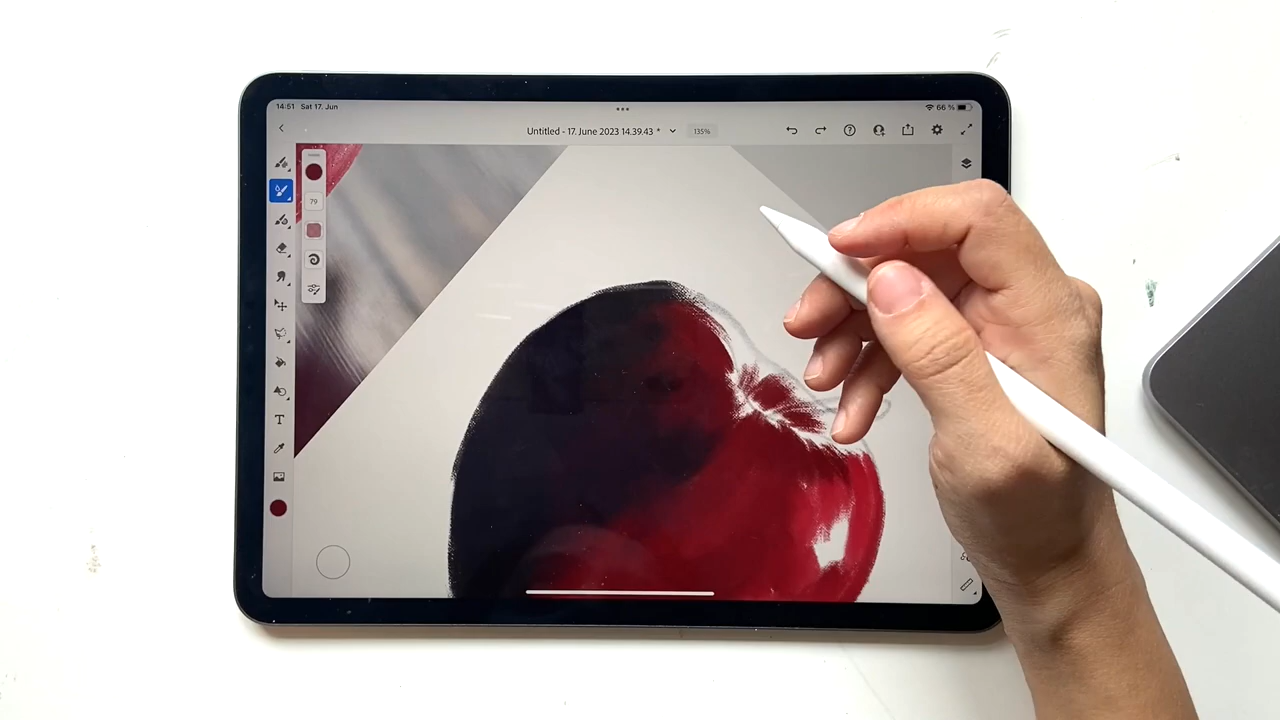 14:51 Sat 17. Jun
66 %
Untitled - 17. June 2023 14.39.43 *
135%
79
T